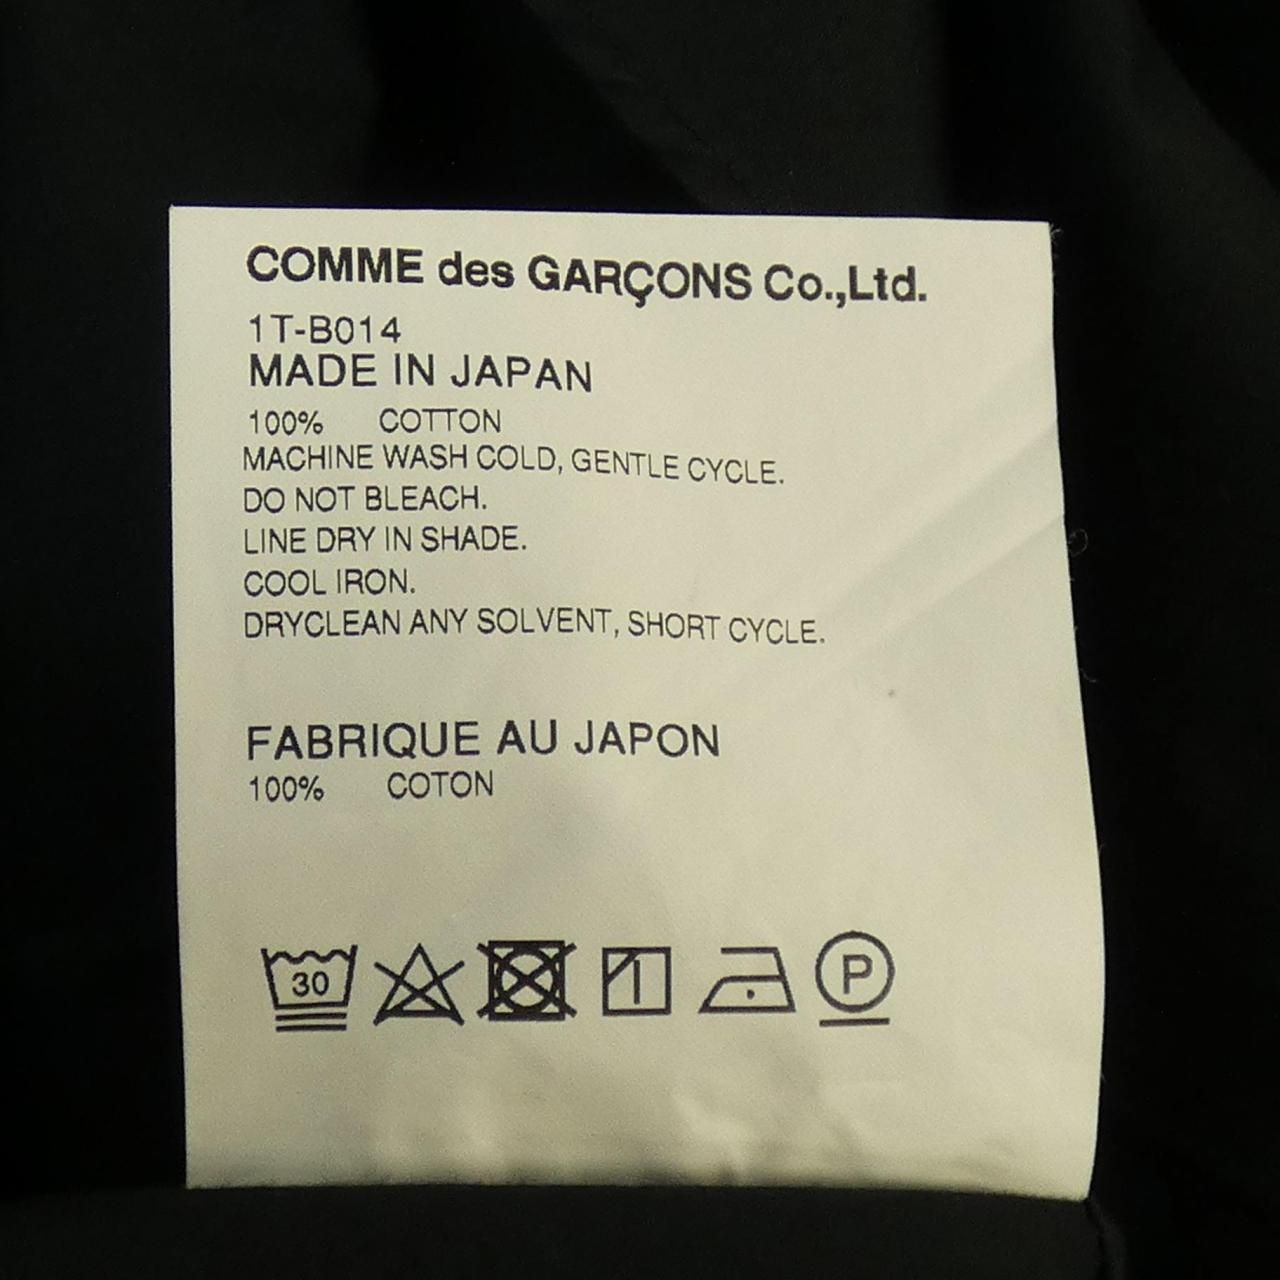 COMME des GARÇONS Co.,Ltd.
1T-B014
MADE IN JAPAN
100% COTTON
MACHINE WASH COLD, GENTLE CYCLE.
DO NOT BLEACH.
LINE DRY IN SHADE.
COOL IRON.
DRYCLEAN ANY SOLVENT, SHORT CYCLE.
FABRIQUE AU JAPON
100% COTON
30 P